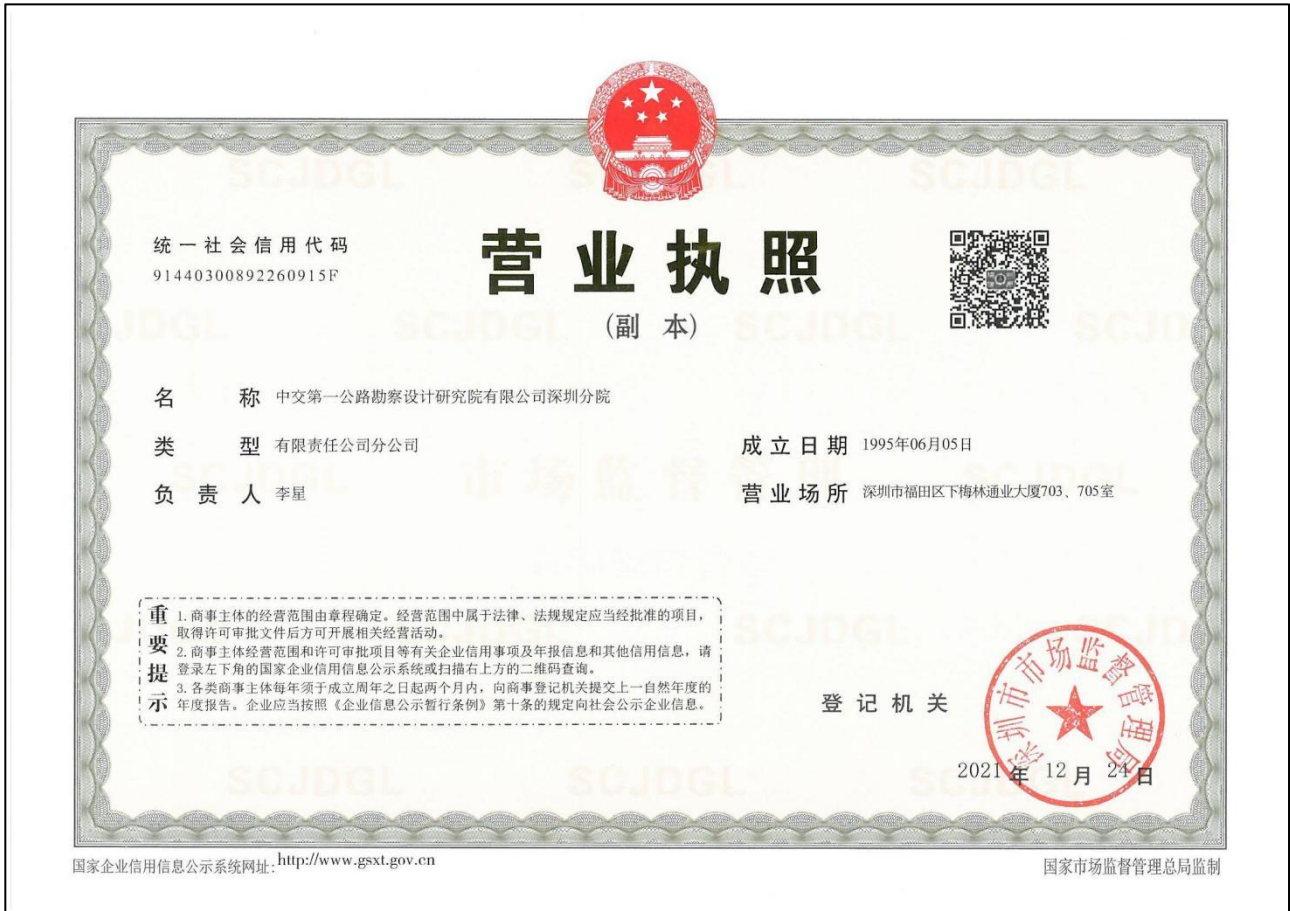 统一社会信用代码
91440300892260915F
营业执照
(副 本)
名 称 中交第一公路勘察设计研究院有限公司深圳分院
类 型 有限责任公司分公司
成立日期 1995年06月05日
负责人 李星
营业场所 深圳市福田区下梅林通业大厦703、705室
重要提示
1. 商事主体的经营范围由章程确定。经营范围中属于法律、法规规定应当经批准的项目，
取得许可审批文件后方可开展相关经营活动。
2. 商事主体经营范围和许可审批项目等有关企业信用事项及年报信息和其他信用信息，请
登录左下角的国家企业信用信息公示系统或扫描右上方的二维码查询。
3. 各类商事主体每年须于成立周年之日起两个月内，向商事登记机关提交上一自然年度的
年度报告。企业应当按照《企业信息公示暂行条例》第十条的规定向社会公示企业信息。
登记机关
深圳市市场监督管理局
2021年 12月 24日
国家企业信用信息公示系统网址：http://www.gsxt.gov.cn
国家市场监督管理总局监制